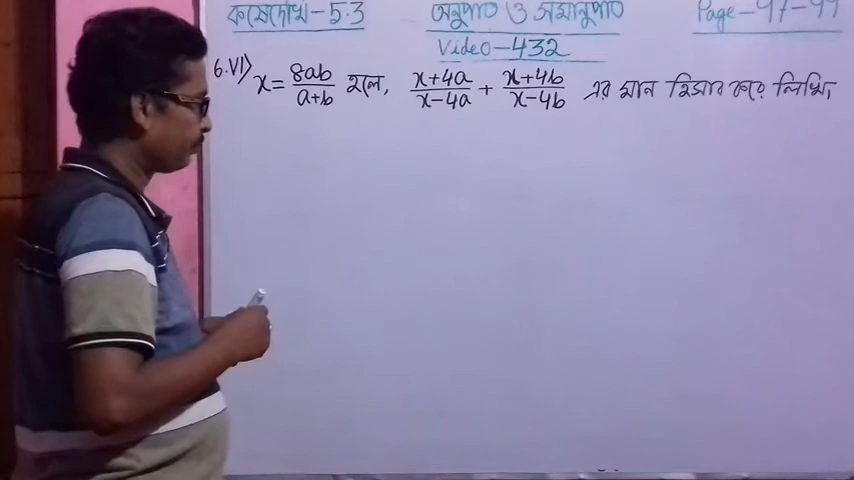 কষে দেখি-5.3 অনুপাত ও সমানুপাত Page-97-99
Video-432
6.VI) x = 8ab/a+b হলে, x+4a/x-4a + x+4b/x-4b এর মান হিসাব করে লিখি,